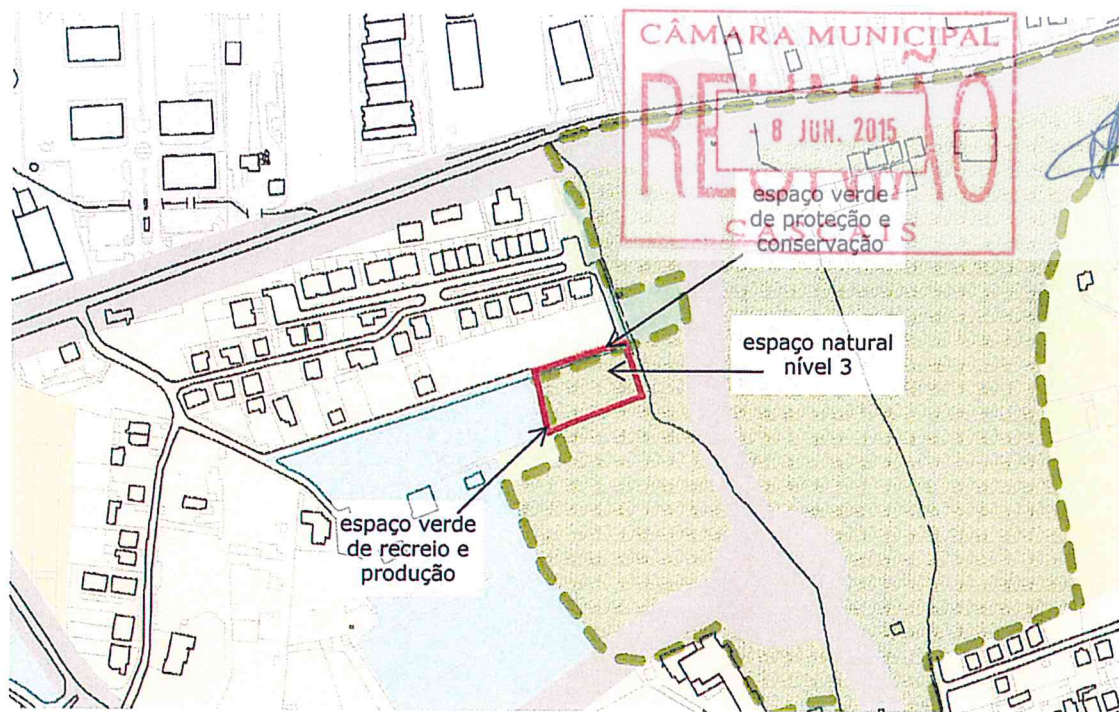 CÂMARA MUNICIPAL
REUNIÃO
- 8 JUN. 2015
CASCAIS
espaço verde
de proteção e
conservação
espaço natural
nível 3
espaço verde
de recreio e
produção